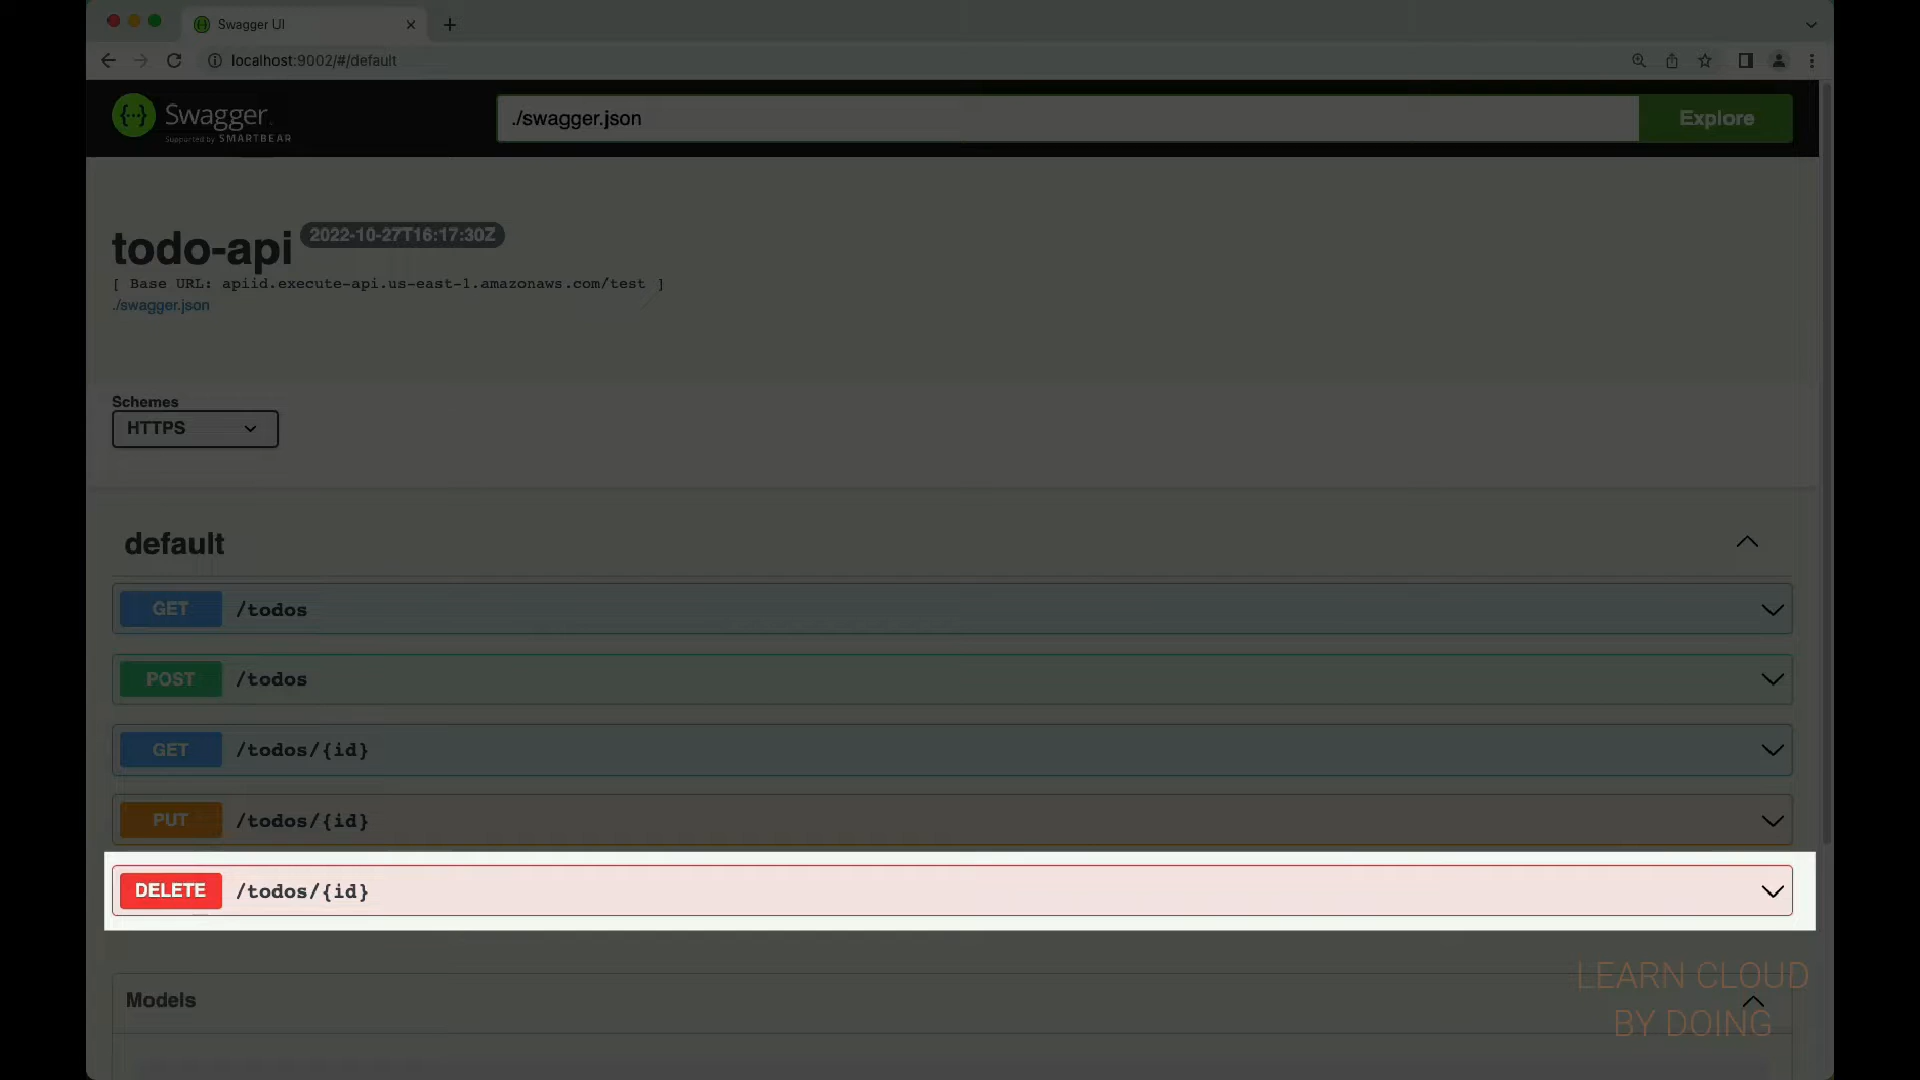 Swagger UI
localhost:9002/#/default
Swagger.
Supported by SMARTBEAR
./swagger.json
Explore
todo-api
2022-10-27T16:17:30Z
[ Base URL: apiid.execute-api.us-east-1.amazonaws.com/test ]
./swagger.json
Schemes
HTTPS
default
GET /todos
POST /todos
GET /todos/{id}
PUT /todos/{id}
DELETE /todos/{id}
Models
LEARN CLOUD
BY DOING